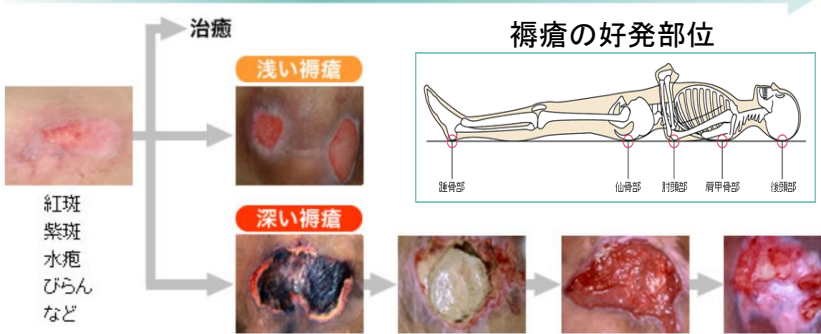 治癒
褥瘡の好発部位
浅い褥瘡
踵骨部
仙骨部
肘頭部
肩甲骨部
後頭部
紅斑
紫斑
水疱
びらん
など
深い褥瘡